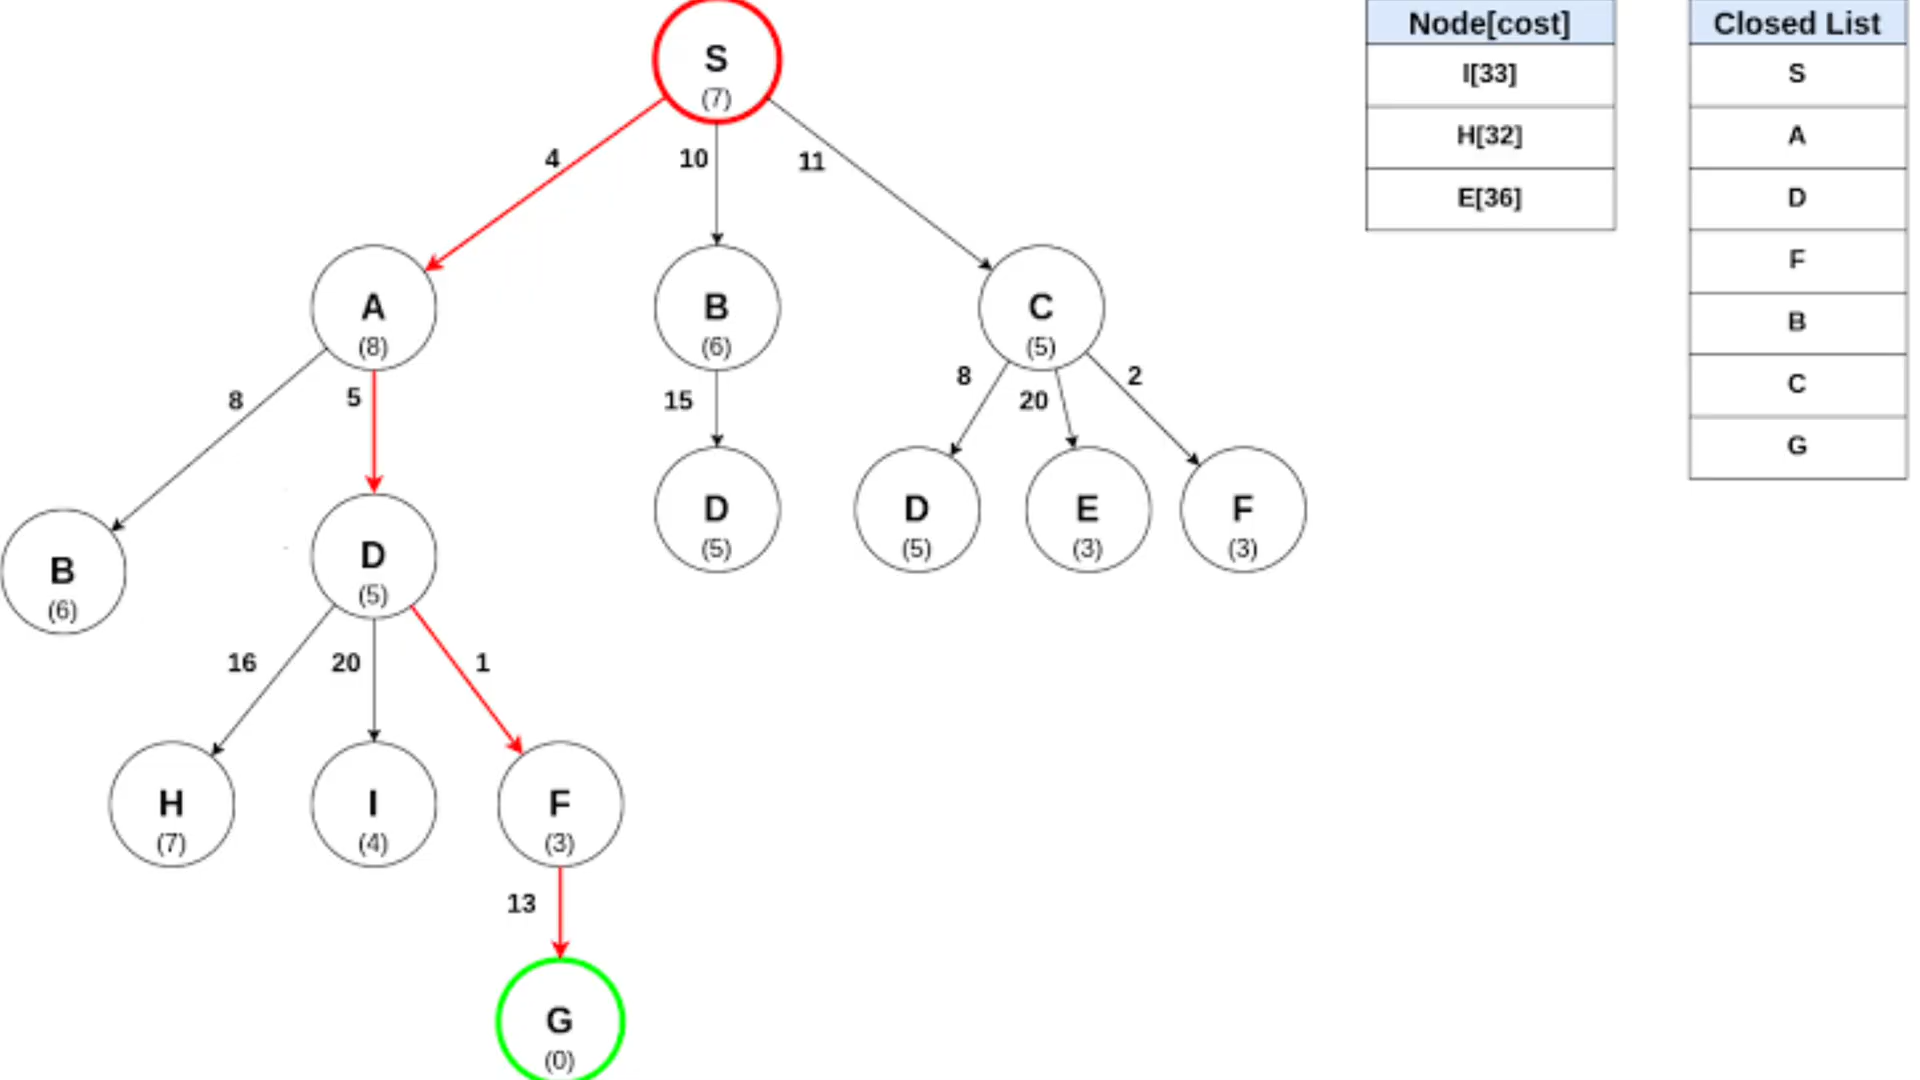 S
(7)
Node[cost]
Closed List
I[33]
S
H[32]
A
E[36]
D
F
B
C
G
4
10
11
A
(8)
B
(6)
C
(5)
8
5
15
8
20
2
B
(6)
D
(5)
D
(5)
D
(5)
E
(3)
F
(3)
16
20
1
H
(7)
I
(4)
F
(3)
13
G
(0)